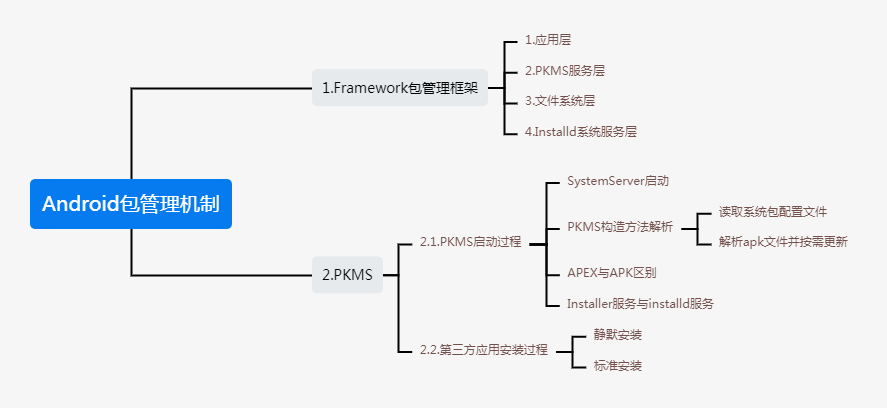 Android包管理机制
1.Framework包管理框架
1.应用层
2.PKMS服务层
3.文件系统层
4.Installd系统服务层
2.PKMS
2.1.PKMS启动过程
SystemServer启动
PKMS构造方法解析
读取系统包配置文件
解析apk文件并按需更新
APEX与APK区别
Installer服务与installd服务
2.2.第三方应用安装过程
静默安装
标准安装